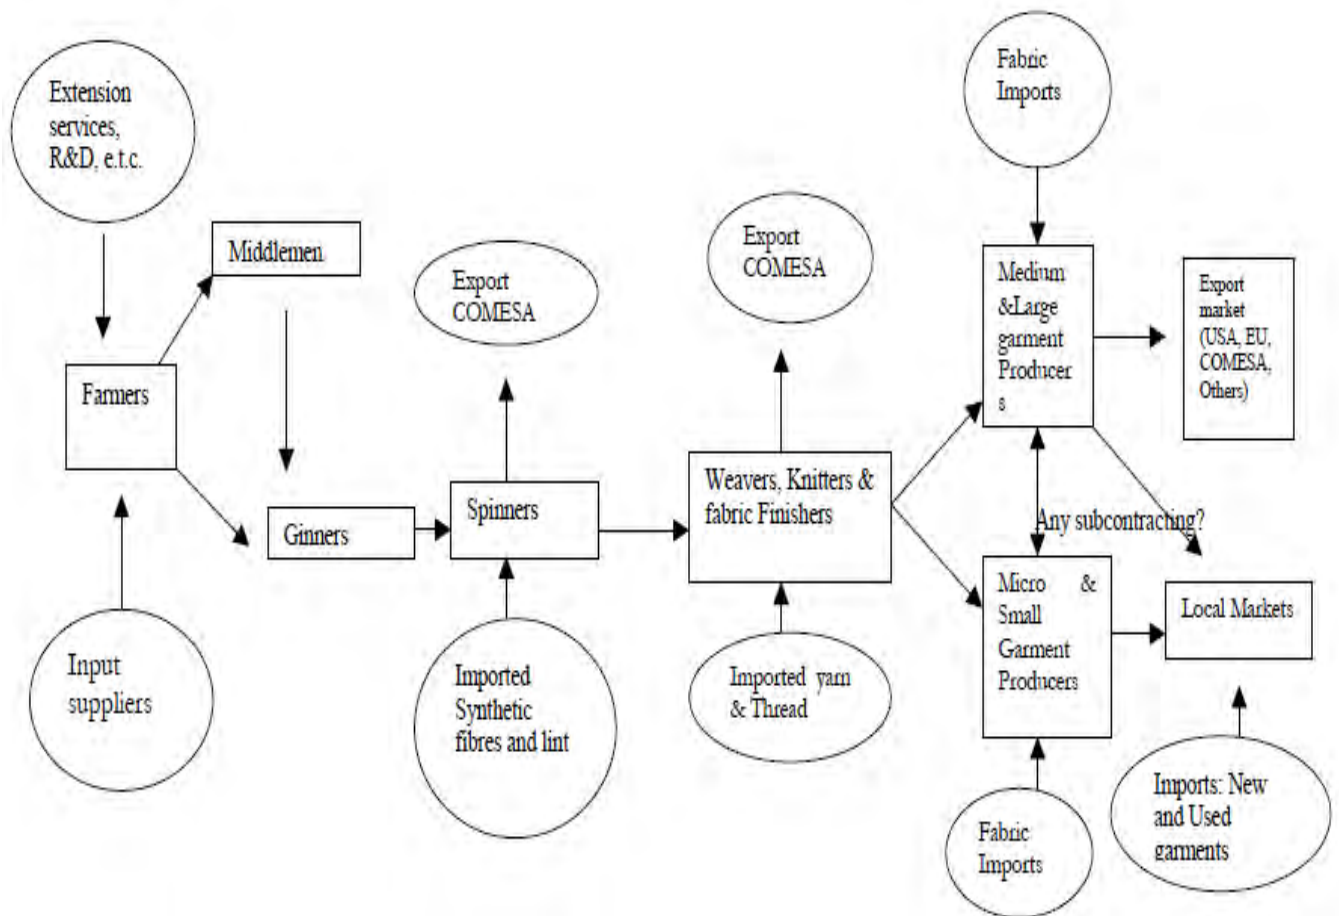 Extension
services,
R&D, e.t.c.
Fabric
Imports
Middlemen
Export
COMESA
Export
COMESA
Medium
&Large
garment
Producer
s
Export
market
(USA, EU,
COMESA,
Others)
Farmers
Ginners
Spinners
Weavers, Knitters &
fabric Finishers
Any subcontracting?
Micro &
Small
Garment
Producers
Local Markets
Input
suppliers
Imported
Synthetic
fibres and lint
Imported yarn
& Thread
Fabric
Imports
Imports: New
and Used
garments